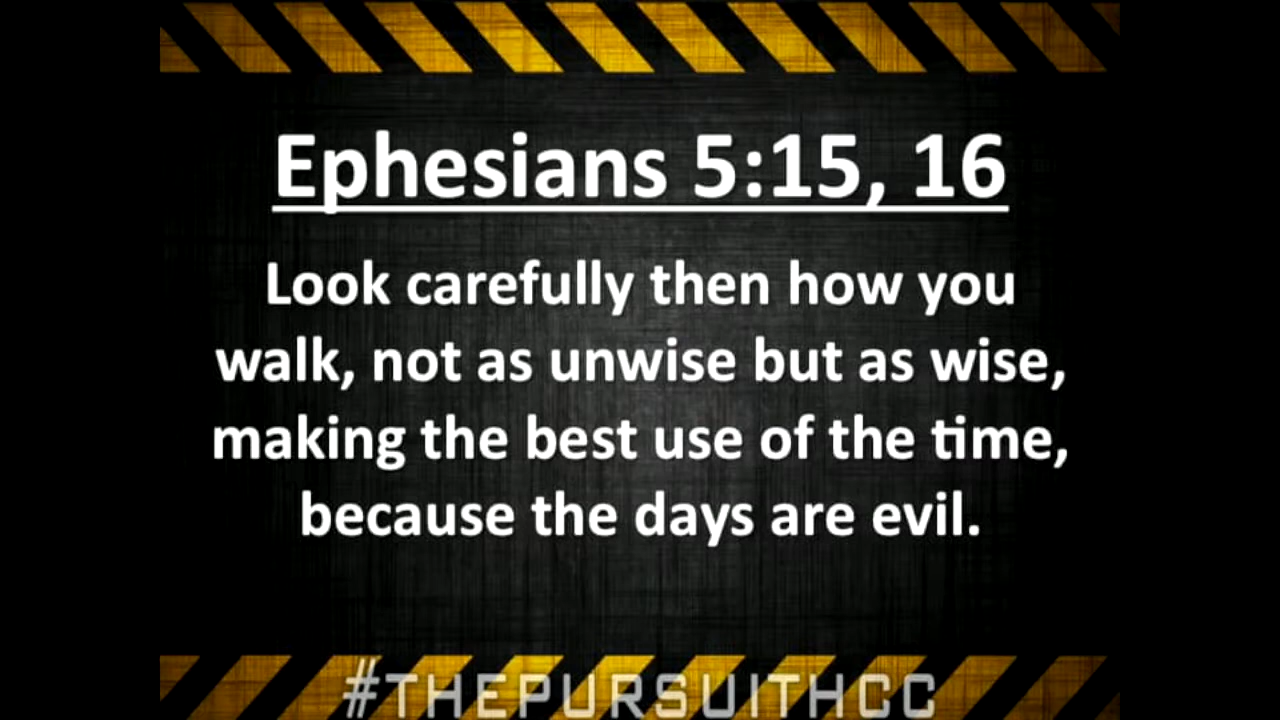 Ephesians 5:15, 16
Look carefully then how you
walk, not as unwise but as wise,
making the best use of the time,
because the days are evil.
#THEPURSUITHCC